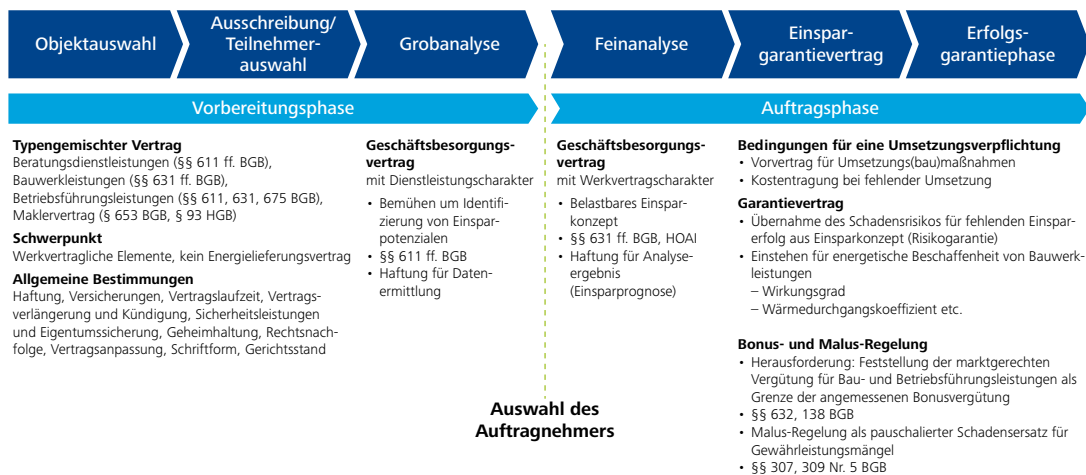 Objektauswahl
Ausschreibung/
Teilnehmer-
auswahl
Grobanalyse
Feinanalyse
Einspar-
garantievertrag
Erfolgs-
garantiephase
Vorbereitungsphase
Auftragsphase
Typengemischter Vertrag
Beratungsdienstleistungen (§§ 611 ff. BGB),
Bauwerkleistungen (§§ 631 ff. BGB),
Betriebsführungsleistungen (§§ 611, 631, 675 BGB),
Maklervertrag (§ 653 BGB, § 93 HGB)
Schwerpunkt
Werkvertragliche Elemente, kein Energielieferungsvertrag
Allgemeine Bestimmungen
Haftung, Versicherungen, Vertragslaufzeit, Vertrags-
verlängerung und Kündigung, Sicherheitsleistungen
und Eigentumssicherung, Geheimhaltung, Rechtsnach-
folge, Vertragsanpassung, Schriftform, Gerichtsstand
Geschäftsbesorgungs-
vertrag
mit Dienstleistungscharakter
• Bemühen um Identifi-
zierung von Einspar-
potenzialen
• §§ 611 ff. BGB
• Haftung für Daten-
ermittlung
Geschäftsbesorgungs-
vertrag
mit Werkvertragscharakter
• Belastbares Einspar-
konzept
• §§ 631 ff. BGB, HOAI
• Haftung für Analyse-
ergebnis
(Einsparprognose)
Bedingungen für eine Umsetzungsverpflichtung
• Vorvertrag für Umsetzungs(bau)maßnahmen
• Kostentragung bei fehlender Umsetzung
Garantievertrag
• Übernahme des Schadensrisikos für fehlenden Einspar-
erfolg aus Einsparkonzept (Risikogarantie)
• Einstehen für energetische Beschaffenheit von Bauwerk-
leistungen
– Wirkungsgrad
– Wärmedurchgangskoeffizient etc.
Bonus- und Malus-Regelung
• Herausforderung: Feststellung der marktgerechten
Vergütung für Bau- und Betriebsführungsleistungen als
Grenze der angemessenen Bonusvergütung
• §§ 632, 138 BGB
• Malus-Regelung als pauschalierter Schadensersatz für
Gewährleistungsmängel
• §§ 307, 309 Nr. 5 BGB
Auswahl des
Auftragnehmers